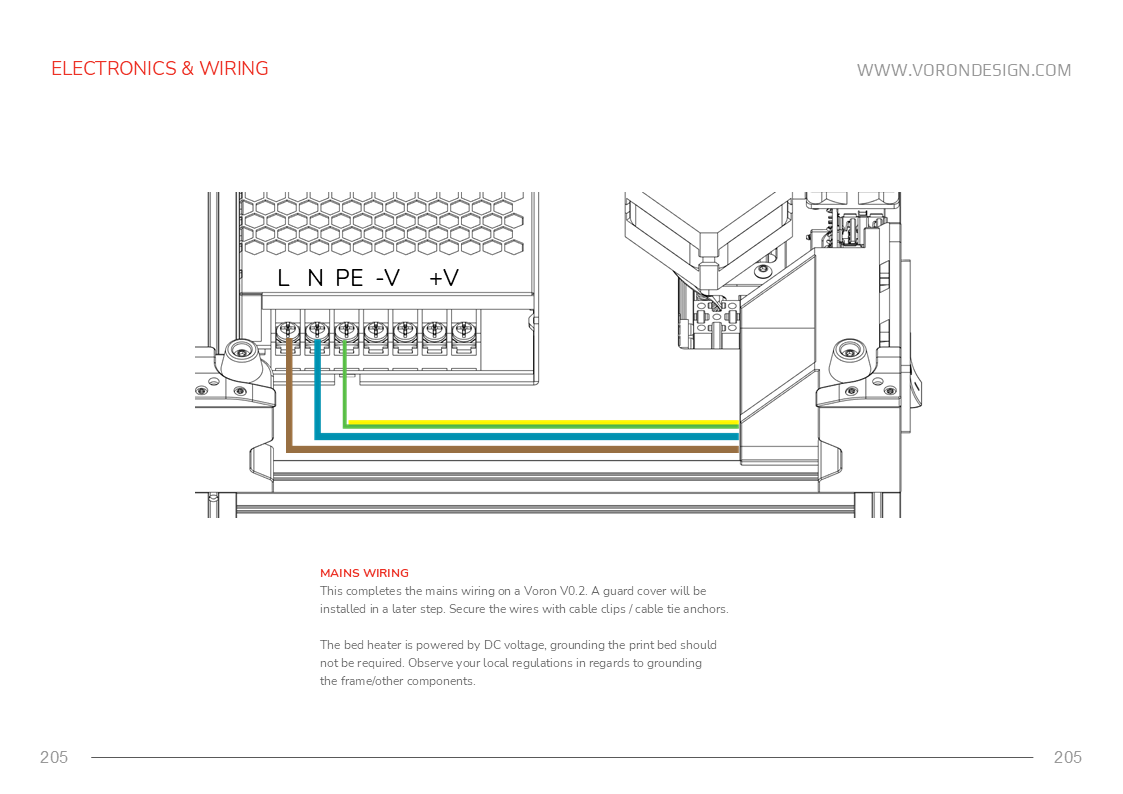 ELECTRONICS & WIRING
WWW.VORONDESIGN.COM
L N PE -V +V
MAINS WIRING
This completes the mains wiring on a Voron V0.2. A guard cover will be
installed in a later step. Secure the wires with cable clips / cable tie anchors.
The bed heater is powered by DC voltage, grounding the print bed should
not be required. Observe your local regulations in regards to grounding
the frame/other components.
205
205